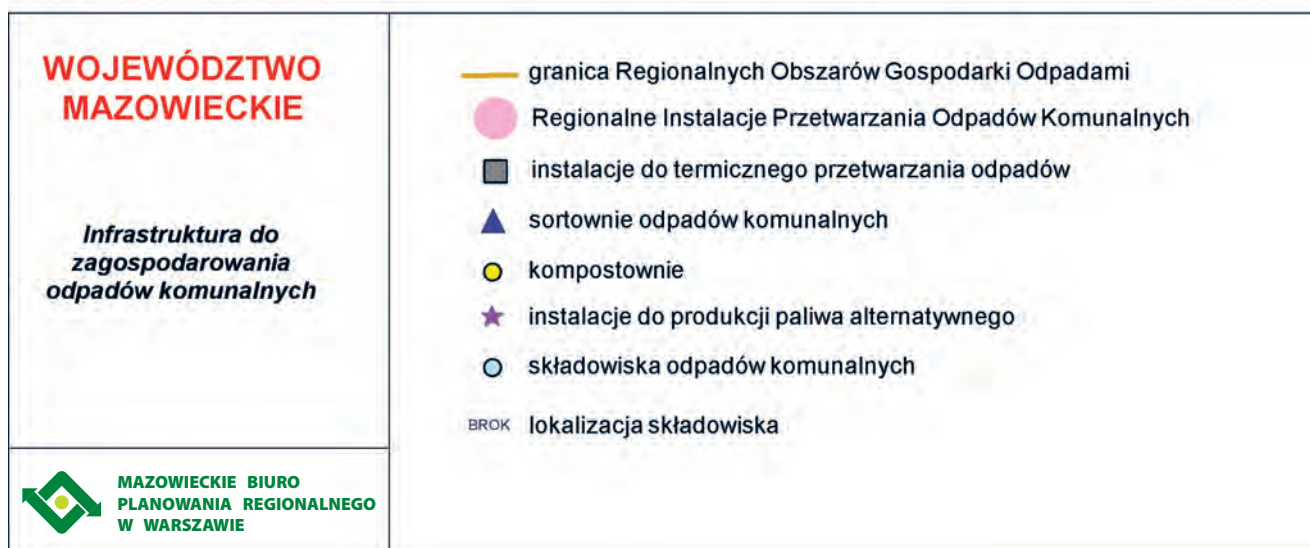 WOJEWÓDZTWO
MAZOWIECKIE
Infrastruktura do
zagospodarowania
odpadów komunalnych
MAZOWIECKIE BIURO
PLANOWANIA REGIONALNEGO
W WARSZAWIE
granica Regionalnych Obszarów Gospodarki Odpadami
Regionalne Instalacje Przetwarzania Odpadów Komunalnych
instalacje do termicznego przetwarzania odpadów
sortownie odpadów komunalnych
kompostownie
instalacje do produkcji paliwa alternatywnego
składowiska odpadów komunalnych
BROK lokalizacja składowiska